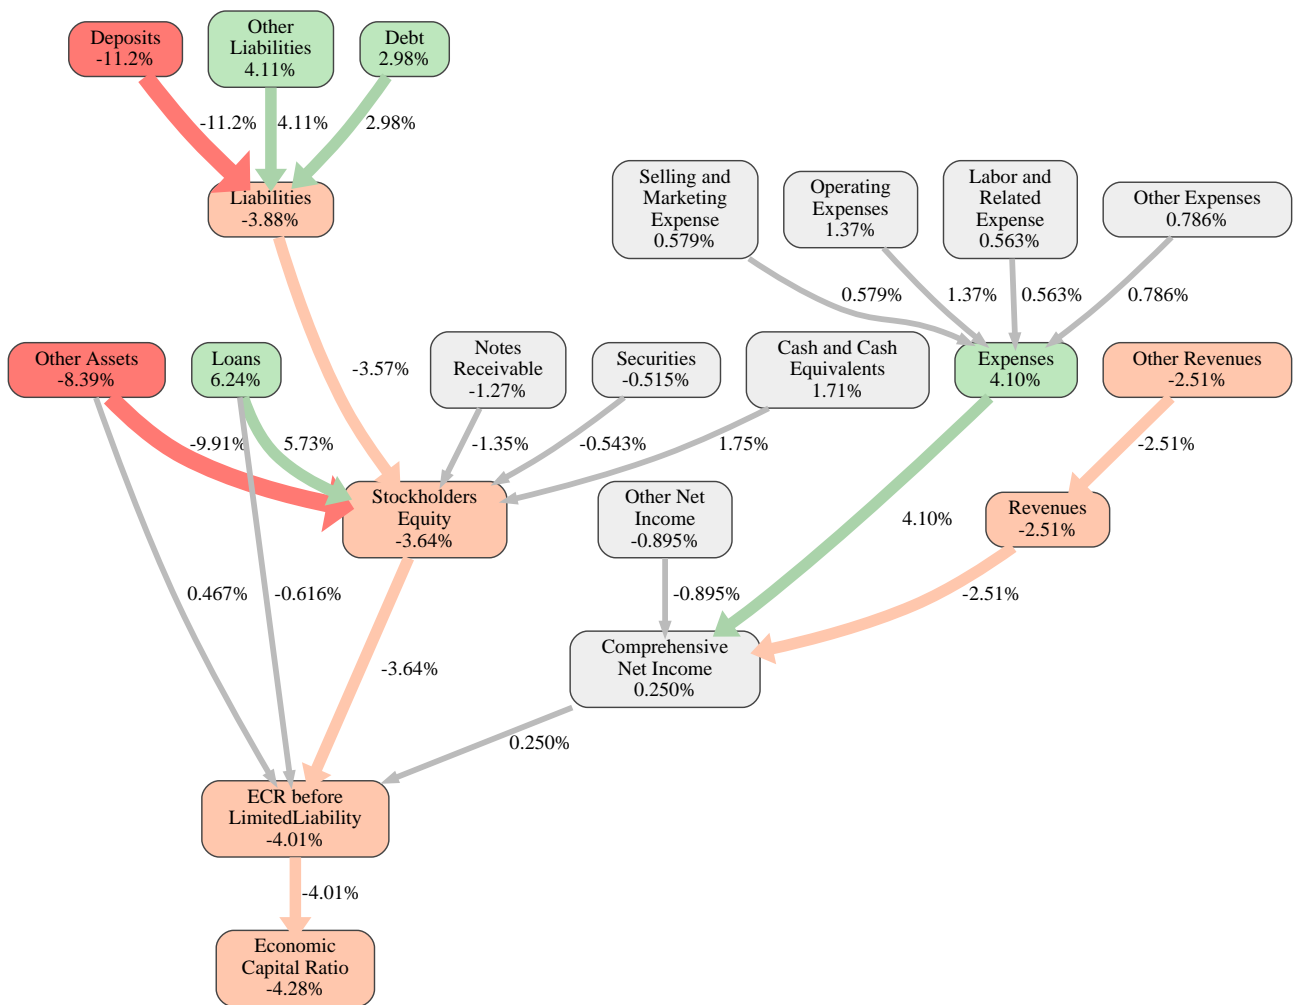 Deposits
-11.2%
Other
Liabilities
4.11%
Debt
2.98%
-11.2%
4.11%
2.98%
Liabilities
-3.88%
Selling and
Marketing
Expense
0.579%
Operating
Expenses
1.37%
Labor and
Related
Expense
0.563%
Other Expenses
0.786%
0.579%
1.37%
0.563%
0.786%
Other Assets
-8.39%
Loans
6.24%
-3.57%
Notes
Receivable
-1.27%
Securities
-0.515%
Cash and Cash
Equivalents
1.71%
Expenses
4.10%
Other Revenues
-2.51%
-9.91%
5.73%
-1.35%
-0.543%
1.75%
-2.51%
Stockholders
Equity
-3.64%
Other Net
Income
-0.895%
4.10%
Revenues
-2.51%
0.467%
-0.616%
-0.895%
-2.51%
-3.64%
Comprehensive
Net Income
0.250%
0.250%
ECR before
LimitedLiability
-4.01%
-4.01%
Economic
Capital Ratio
-4.28%